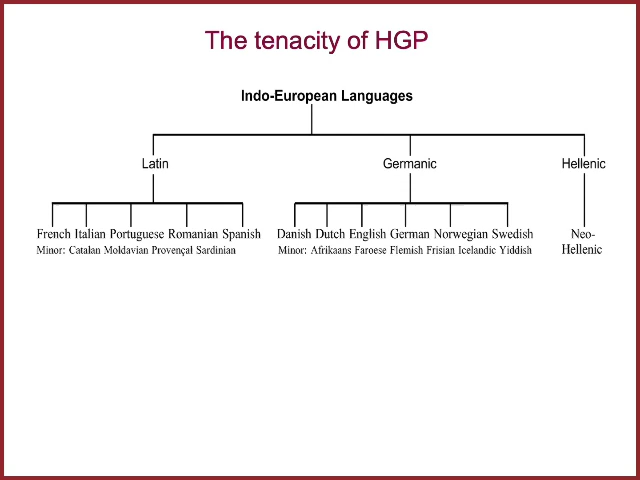 The tenacity of HGP
Indo-European Languages
Latin
Germanic
Hellenic
French Italian Portuguese Romanian Spanish
Minor: Catalan Moldavian Provençal Sardinian
Danish Dutch English German Norwegian Swedish
Minor: Afrikaans Faroese Flemish Frisian Icelandic Yiddish
Neo-
Hellenic